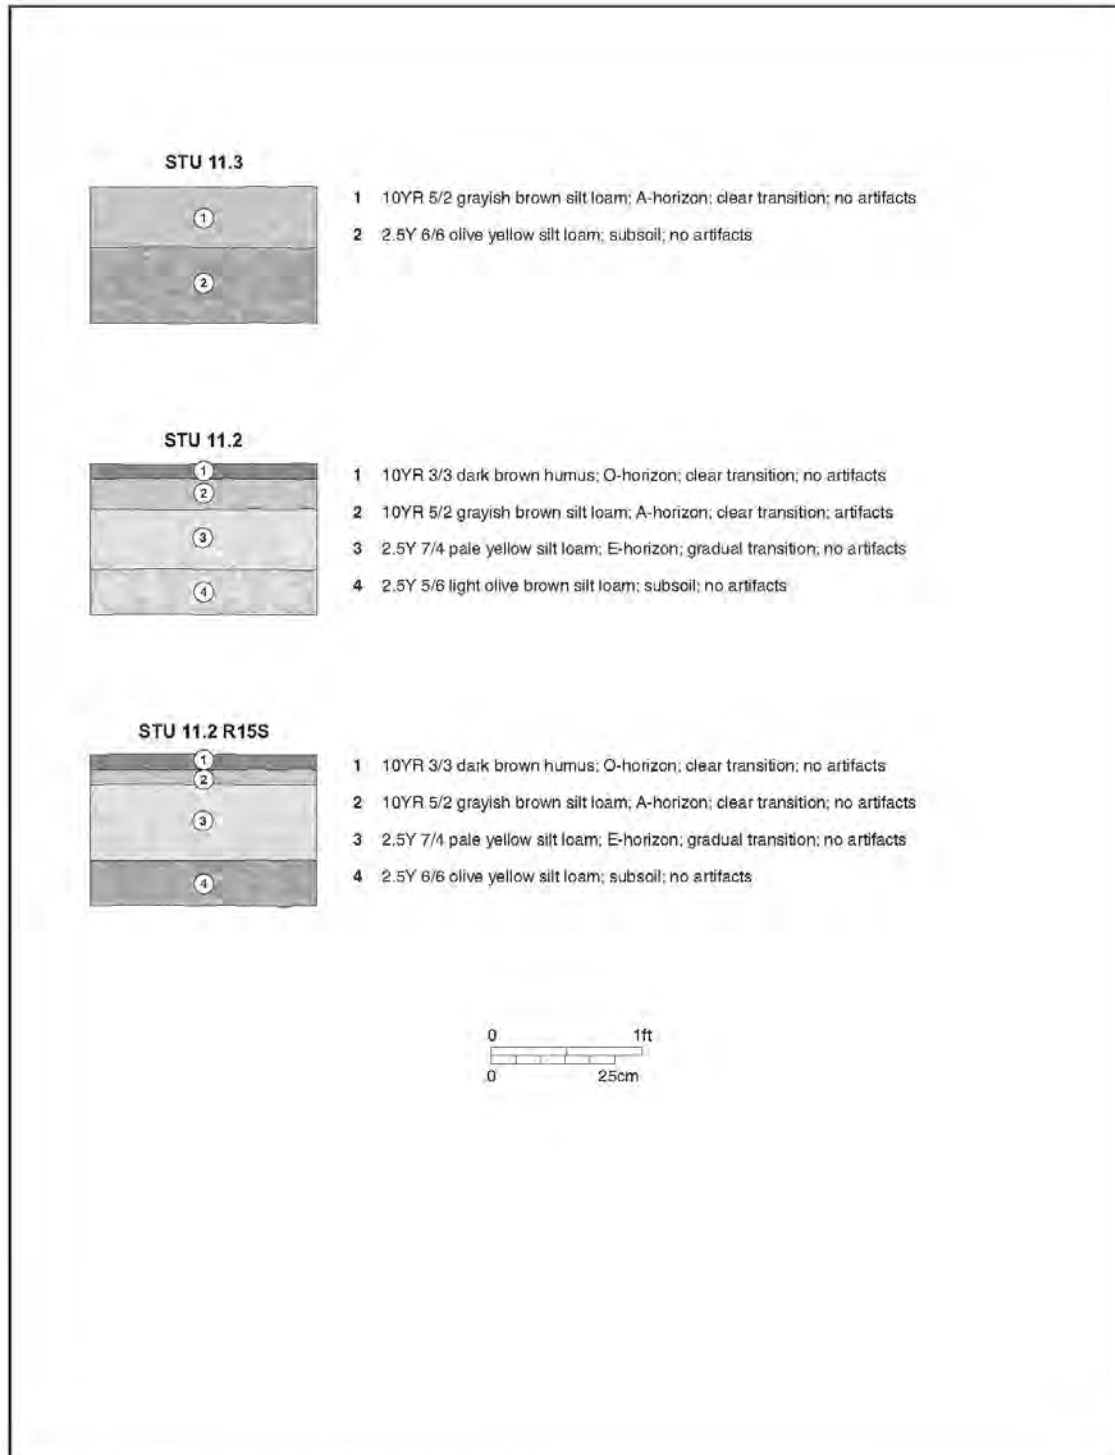 STU 11.3
1
2
1 10YR 5/2 grayish brown silt loam; A-horizon; clear transition; no artifacts
2 2.5Y 6/6 olive yellow silt loam; subsoil; no artifacts
STU 11.2
1
2
3
4
1 10YR 3/3 dark brown humus; O-horizon; clear transition; no artifacts
2 10YR 5/2 grayish brown silt loam; A-horizon; clear transition; artifacts
3 2.5Y 7/4 pale yellow silt loam; E-horizon; gradual transition; no artifacts
4 2.5Y 5/6 light olive brown silt loam; subsoil; no artifacts
STU 11.2 R15S
1
2
3
4
1 10YR 3/3 dark brown humus; O-horizon; clear transition; no artifacts
2 10YR 5/2 grayish brown silt loam; A-horizon; clear transition; no artifacts
3 2.5Y 7/4 pale yellow silt loam; E-horizon; gradual transition; no artifacts
4 2.5Y 6/6 olive yellow silt loam; subsoil; no artifacts
0 1ft
0 25cm